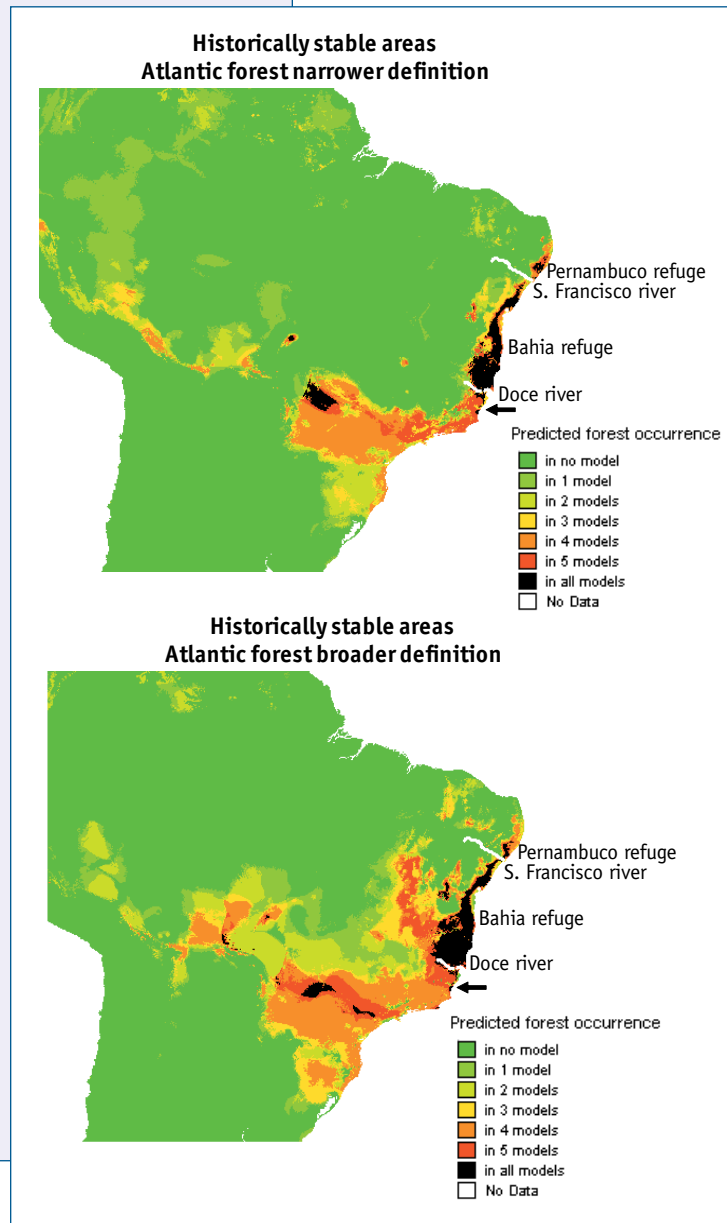 Historically stable areas
Atlantic forest narrower definition
Pernambuco refuge
S. Francisco river
Bahia refuge
Doce river
Predicted forest occurrence
in no model
in 1 model
in 2 models
in 3 models
in 4 models
in 5 models
in all models
No Data
Historically stable areas
Atlantic forest broader definition
Pernambuco refuge
S. Francisco river
Bahia refuge
Doce river
Predicted forest occurrence
in no model
in 1 model
in 2 models
in 3 models
in 4 models
in 5 models
in all models
No Data